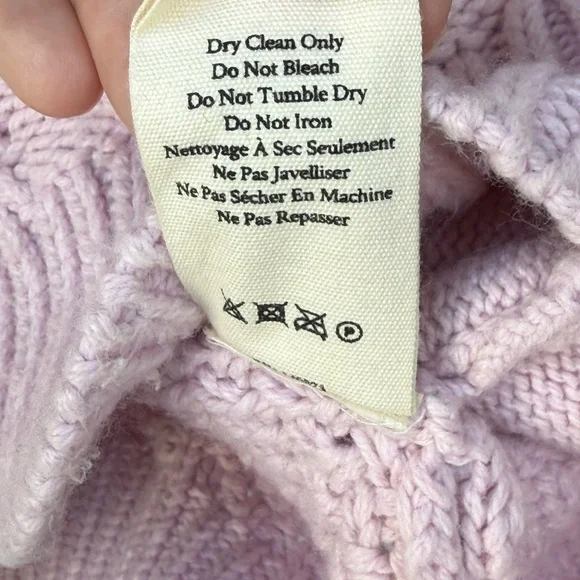 Dry Clean Only
Do Not Bleach
Do Not Tumble Dry
Do Not Iron
Nettoyage À Sec Seulement
Ne Pas Javelliser
Ne Pas Sécher En Machine
Ne Pas Repasser
P